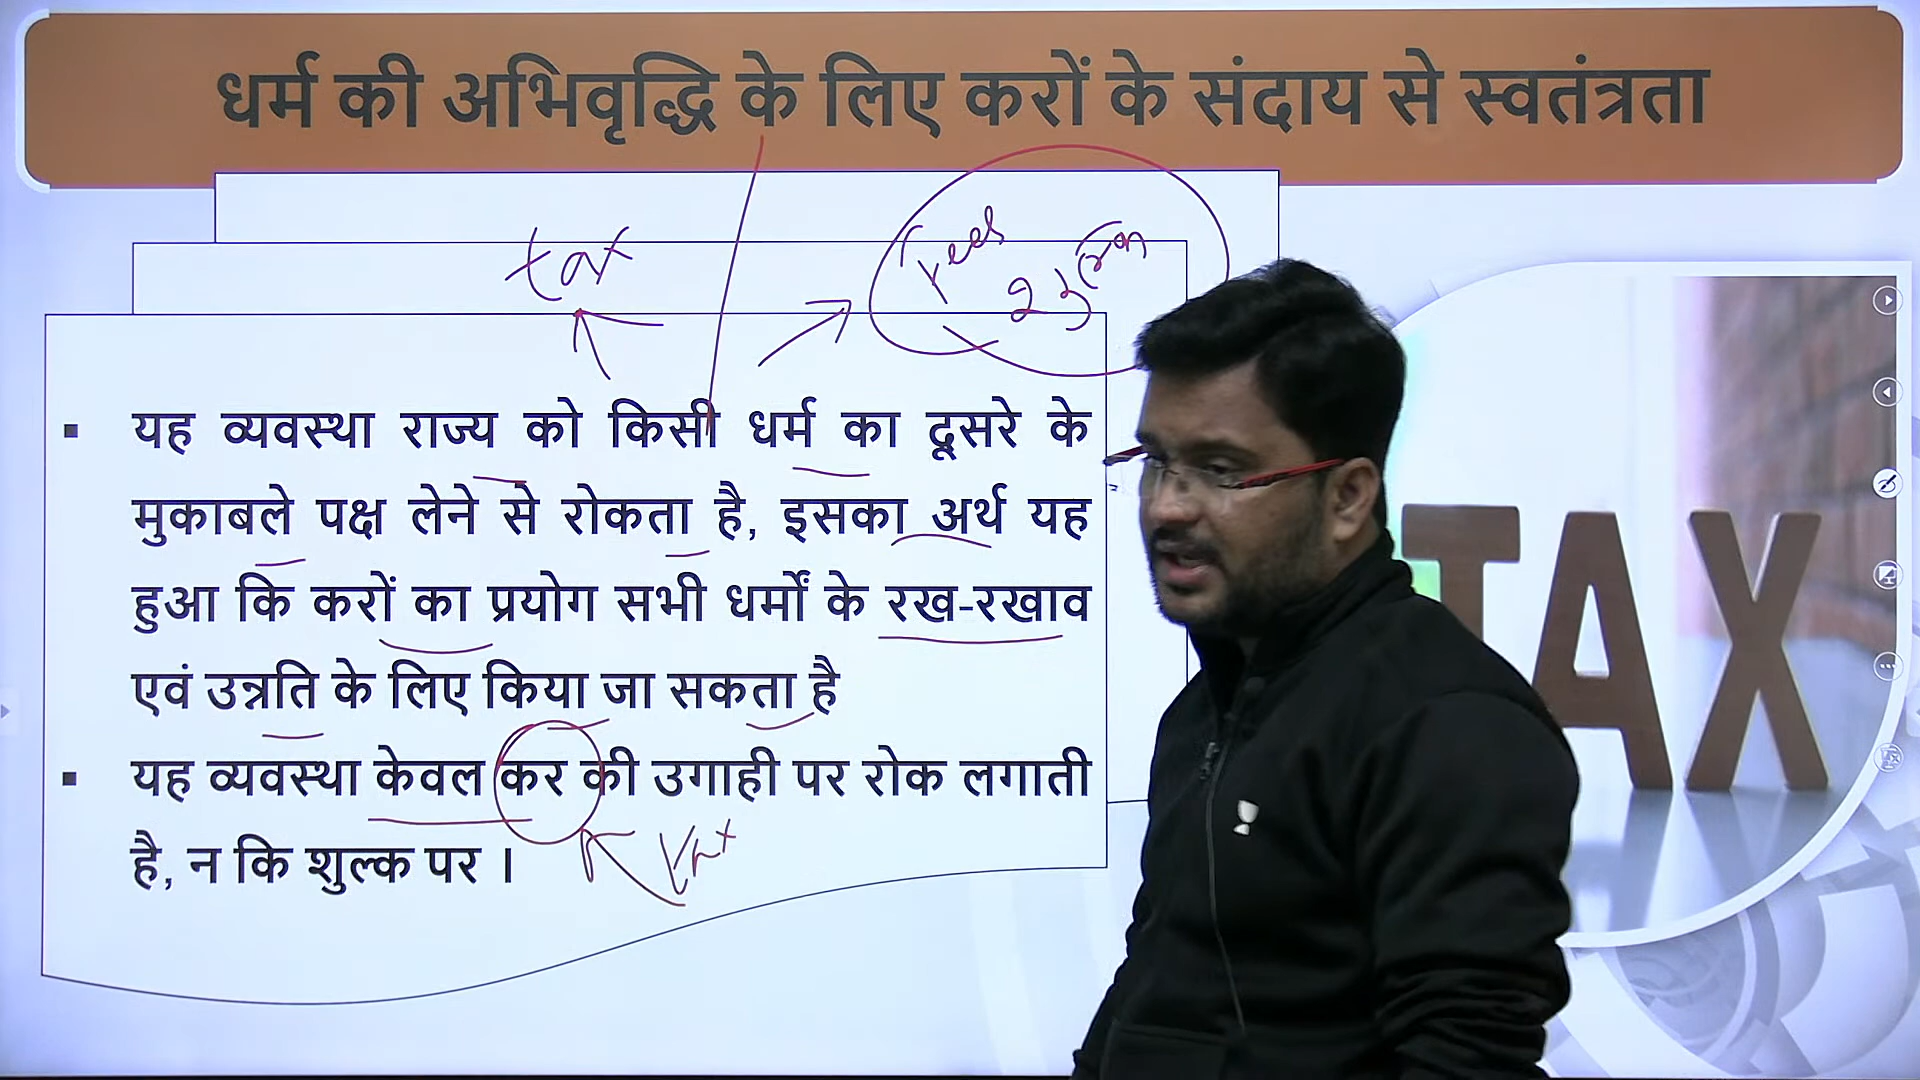 धर्म की अभिवृद्धि के लिए करों के संदाय से स्वतंत्रता
tax
▪ यह व्यवस्था राज्य को किसी धर्म का दूसरे के
मुकाबले पक्ष लेने से रोकता है, इसका अर्थ यह
हुआ कि करों का प्रयोग सभी धर्मों के रख-रखाव
एवं उन्नति के लिए किया जा सकता है
▪ यह व्यवस्था केवल कर की उगाही पर रोक लगाती
है, न कि शुल्क पर ।
TAX